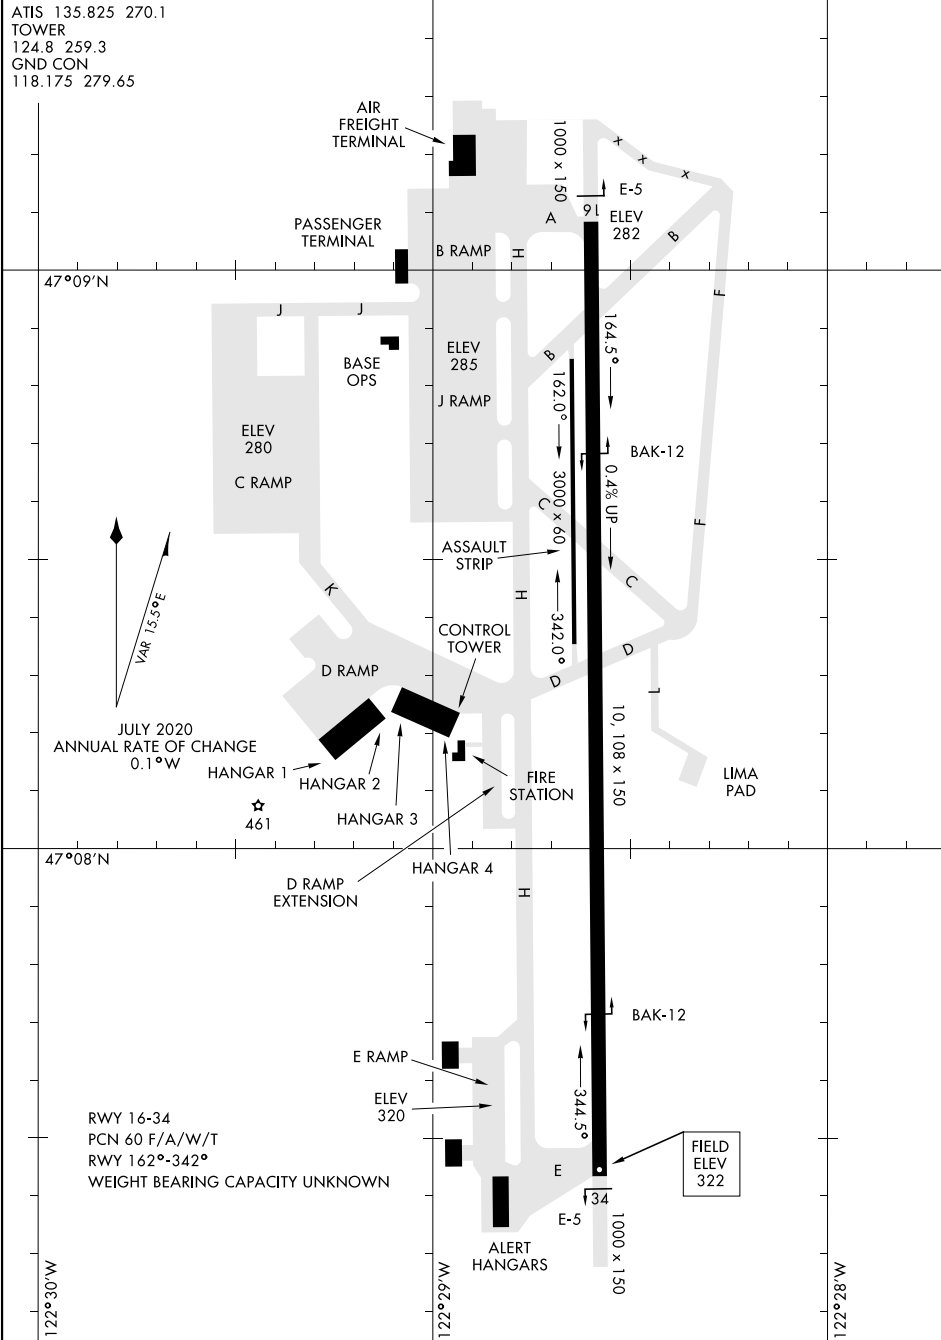 ATIS 135.825 270.1
TOWER
124.8 259.3
GND CON
118.175 279.65
AIR
FREIGHT
TERMINAL
1000 x 150
x
x
x
E-5
16
ELEV
282
A
B
PASSENGER
TERMINAL
B RAMP
H
47°09'N
F
J
J
164.5°
BASE
OPS
ELEV
285
B
J RAMP
162.0°
ELEV
280
BAK-12
C RAMP
0.4% UP
3000 x 60
C
F
ASSAULT
STRIP
C
K
H
VAR 15.5°E
342.0°
CONTROL
TOWER
D RAMP
D
D
L
JULY 2020
ANNUAL RATE OF CHANGE
0.1°W
10, 108 x 150
HANGAR 1
HANGAR 2
FIRE
STATION
LIMA
PAD
461
HANGAR 3
47°08'N
HANGAR 4
D RAMP
EXTENSION
H
BAK-12
E RAMP
ELEV
320
344.5°
RWY 16-34
PCN 60 F/A/W/T
RWY 162°-342°
WEIGHT BEARING CAPACITY UNKNOWN
E
FIELD
ELEV
322
34
E-5
ALERT
HANGARS
1000 x 150
122°30'W
122°29'W
122°28'W